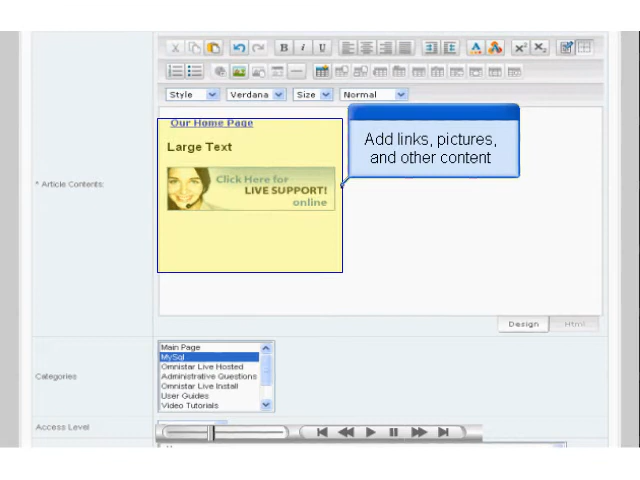 B I U
Style Verdana Size Normal
Our Home Page
Large Text
Click Here for
LIVE SUPPORT!
online
Add links, pictures,
and other content
* Article Contents:
Design Html
Categories
Main Page
MySql
Omnistar Live Hosted
Administrative Questions
Omnistar Live Install
User Guides
Video Tutorials
Access Level